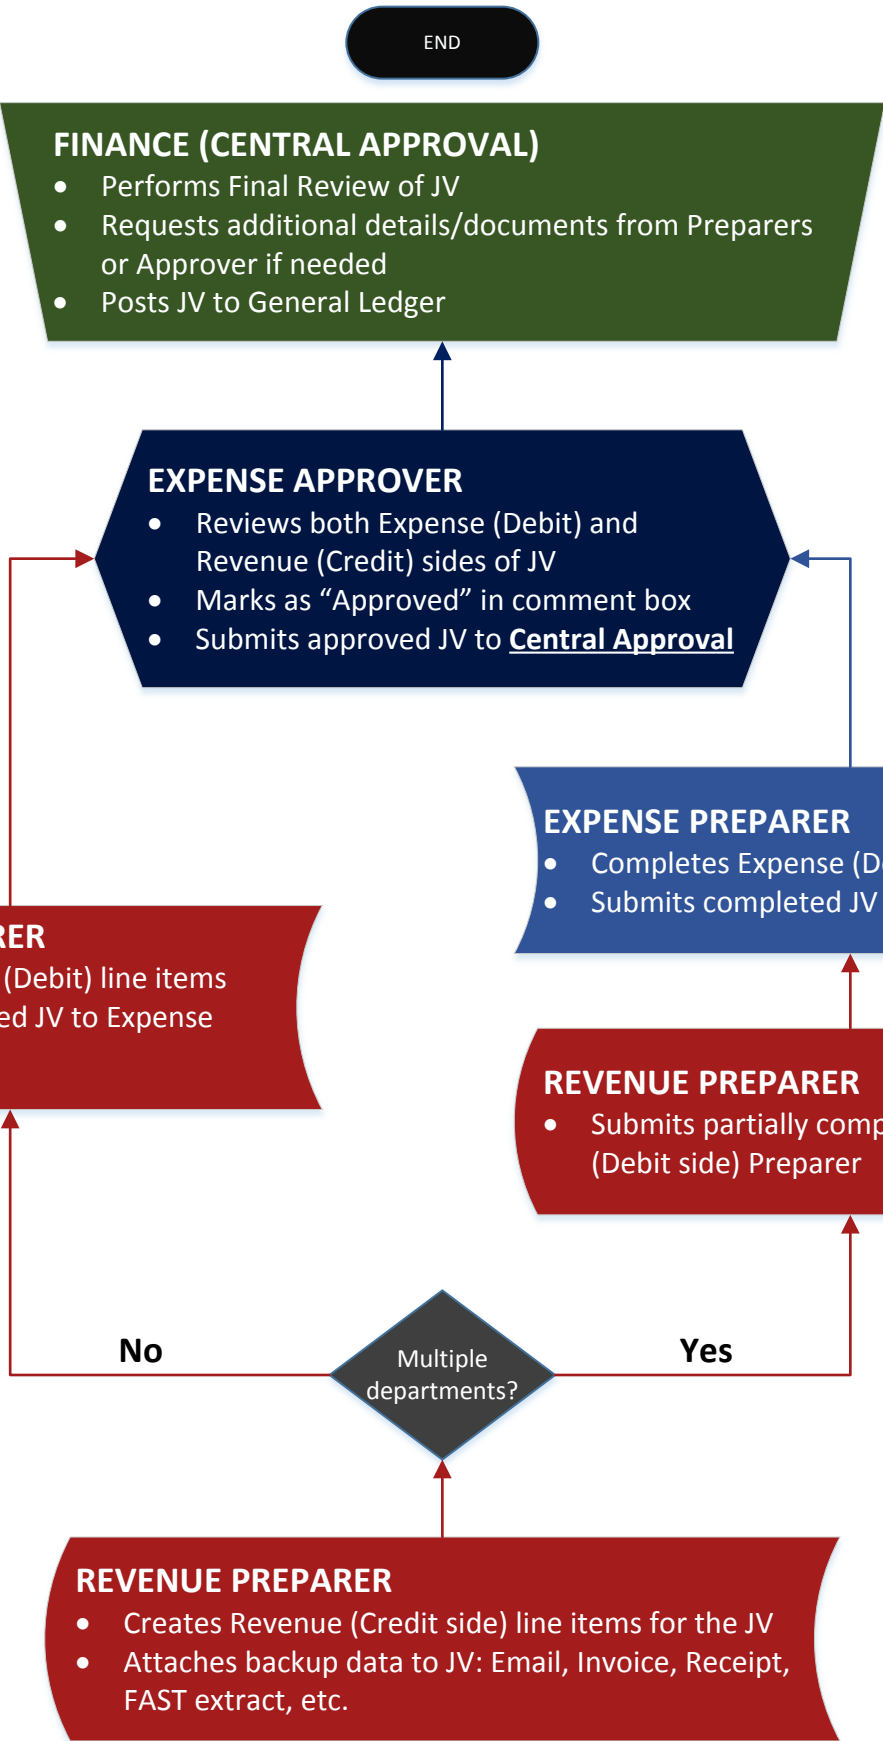 END
FINANCE (CENTRAL APPROVAL)
• Performs Final Review of JV
• Requests additional details/documents from Preparers
or Approver if needed
• Posts JV to General Ledger
EXPENSE APPROVER
• Reviews both Expense (Debit) and
Revenue (Credit) sides of JV
• Marks as “Approved” in comment box
• Submits approved JV to Central Approval
EXPENSE PREPARER
• Completes Expense
• Submits completed JV
(Debit) line items
JV to Expense
REVENUE PREPARER
• Submits partially
(Debit side) Preparer
No
Multiple
departments?
Yes
REVENUE PREPARER
• Creates Revenue (Credit side) line items for the JV
• Attaches backup data to JV: Email, Invoice, Receipt,
FAST extract, etc.